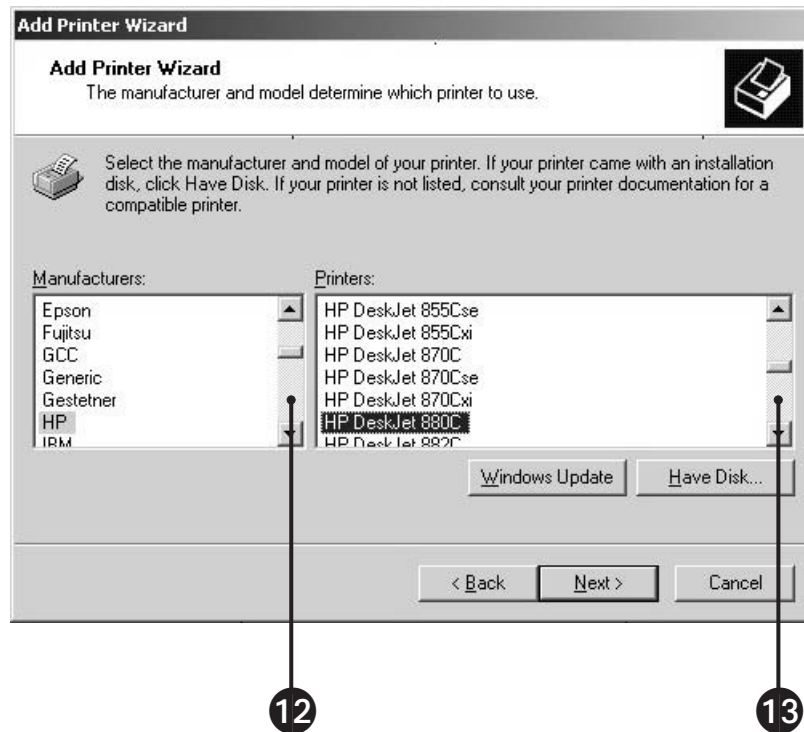 Add Printer Wizard
Add Printer Wizard
The manufacturer and model determine which printer to use.
Select the manufacturer and model of your printer. If your printer came with an installation
disk, click Have Disk. If your printer is not listed, consult your printer documentation for a
compatible printer.
Manufacturers:
Epson
Fujitsu
GCC
Generic
Gestetner
HP
IBM
Printers:
HP DeskJet 855Cse
HP DeskJet 855Cxi
HP DeskJet 870C
HP DeskJet 870Cse
HP DeskJet 870Cxi
HP DeskJet 880C
HP DeskJet 882C
Windows Update
Have Disk...
< Back
Next >
Cancel
12
13